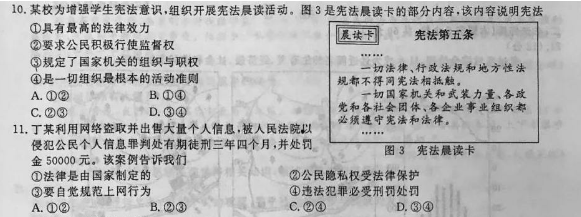 10. 某校为增强学生宪法意识,组织开展宪法晨读活动。图3是宪法晨读卡的部分内容,该内容说明宪法
①具有最高的法律效力
②要求公民积极行使监督权
③规定了国家机关的组织与职权
④是一切组织最根本的活动准则
A. ①② B. ①④
C. ②③ D. ③④
晨读卡 宪法第五条
……
一切法律、行政法规和地方性法
规都不得同宪法相抵触。
一切国家机关和武装力量、各政
党和各社会团体、各企业事业组织都
必须遵守宪法和法律。
……
图 3 宪法晨读卡
11. 丁某利用网络盗取并出售大量个人信息,被人民法院以
侵犯公民个人信息罪判处有期徒刑三年四个月,并处罚
金 50000 元。该案例告诉我们
①法律是由国家制定的 ②公民隐私权受法律保护
③要自觉规范上网行为 ④违法犯罪必受刑罚处罚
A. ①② B. ②③ C. ②④ D. ③④